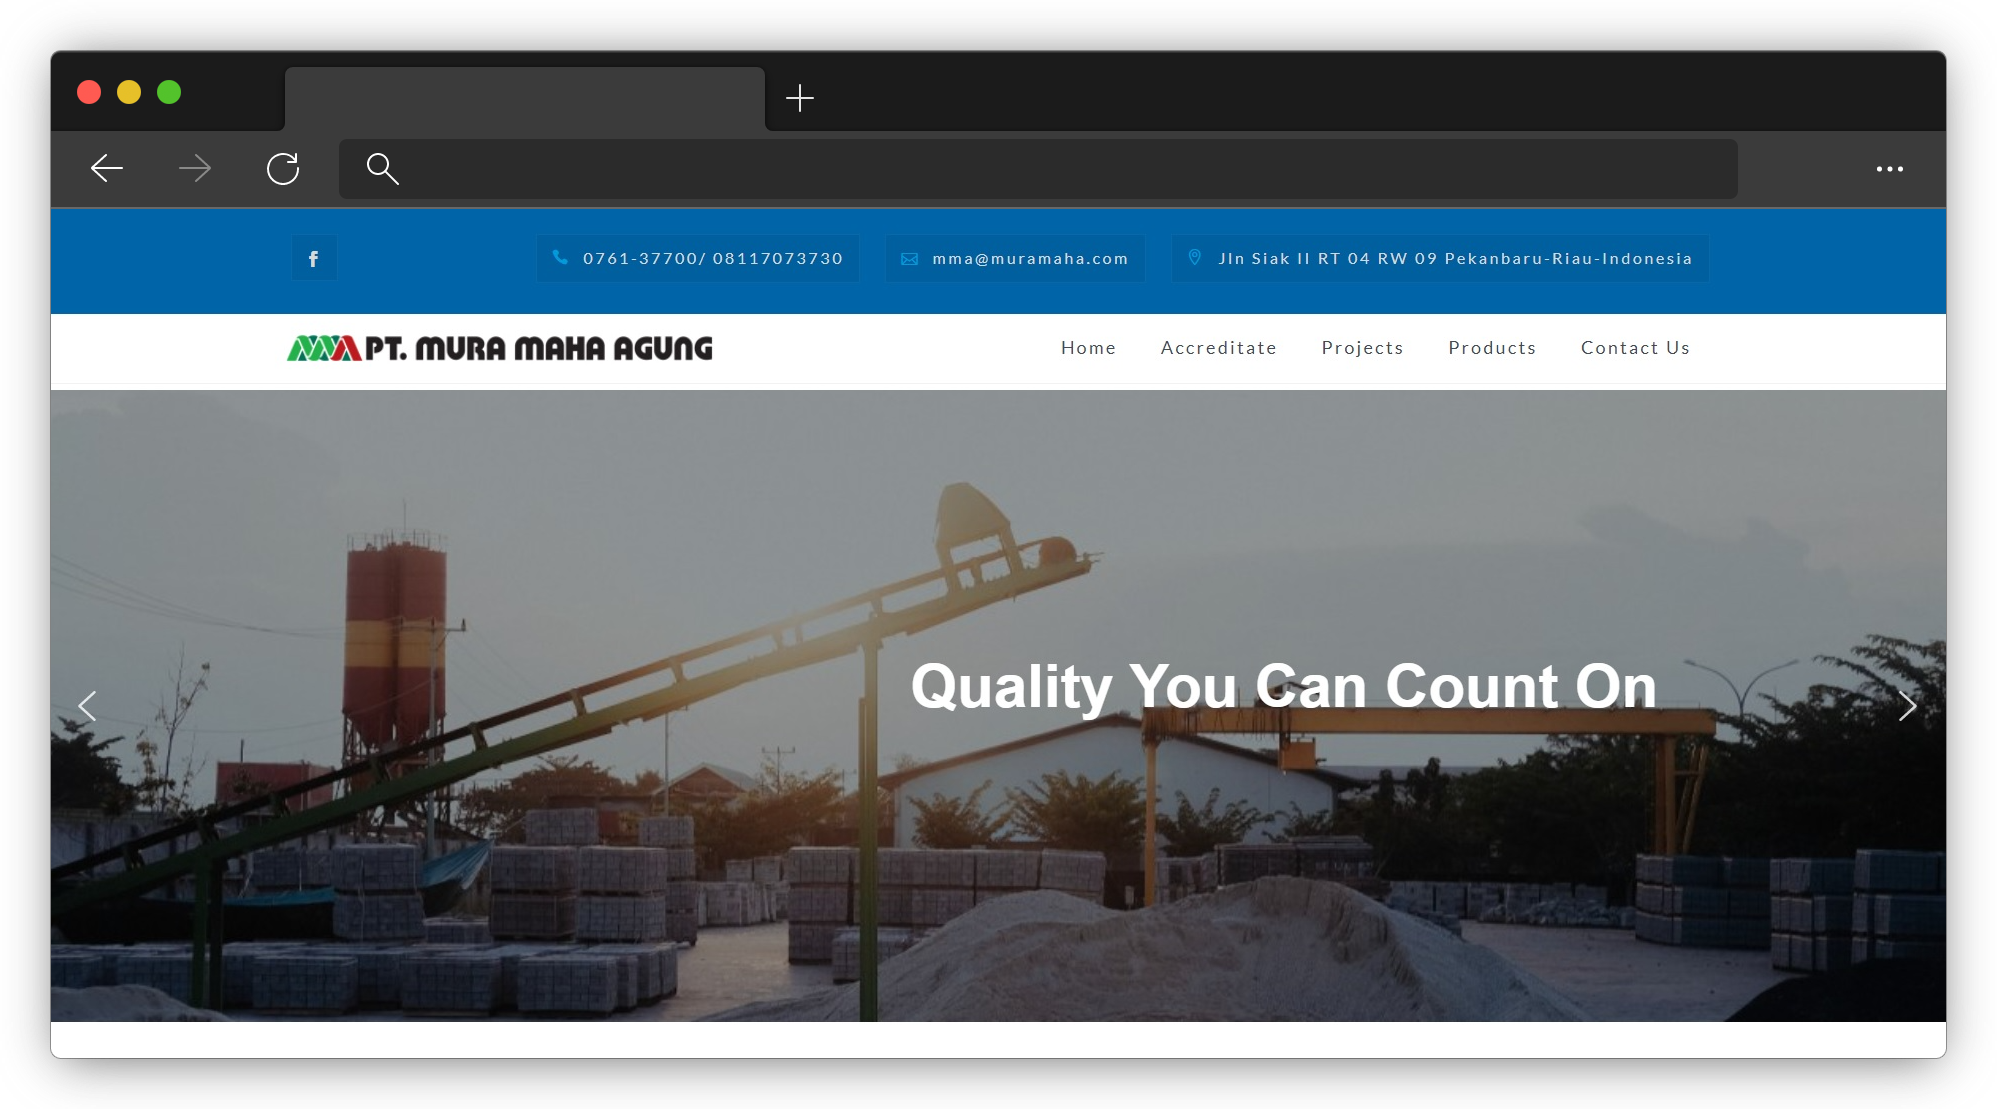 0761-37700/ 08117073730
mma@muramaha.com
Jln Siak II RT 04 RW 09 Pekanbaru-Riau-Indonesia
PT. MURA MAHA AGUNG
Home Accreditate Projects Products Contact Us
Quality You Can Count On